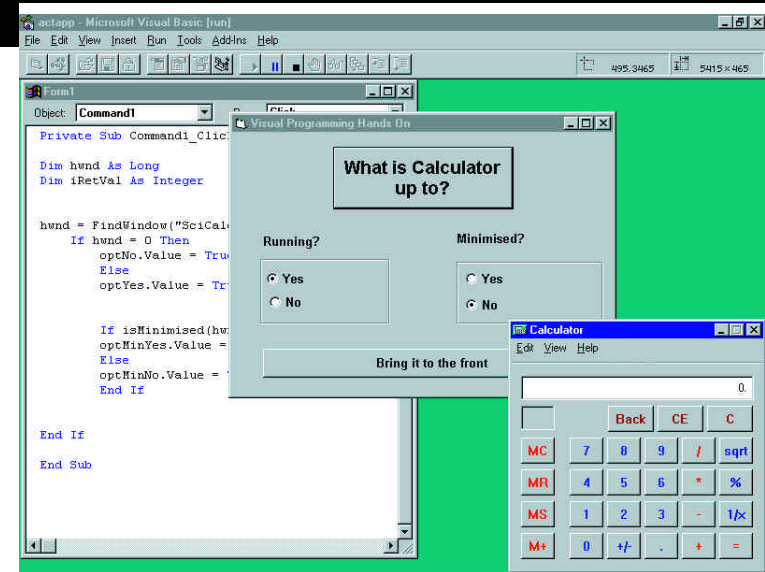 actapp - Microsoft Visual Basic [run]
File Edit View Insert Run Tools Add-Ins Help
495,3465 5415×465
Form1
Object: Command1
Private Sub Command1_Clic
Dim hwnd As Long
Dim iRetVal As Integer
hwnd = FindWindow("SciCal
If hwnd = 0 Then
optNo.Value = Tru
Else
optYes.Value = Tr
If isMinimised(hw
optMinYes.Value =
Else
optMinNo.Value =
End If
End If
End Sub
Visual Programming Hands On
What is Calculator
up to?
Running?
Yes
No
Minimised?
Yes
No
Bring it to the front
Calculator
Edit View Help
0.
Back CE C
MC 7 8 9 / sqrt
MR 4 5 6 * %
MS 1 2 3 - 1/x
M+ 0 +/- . + =